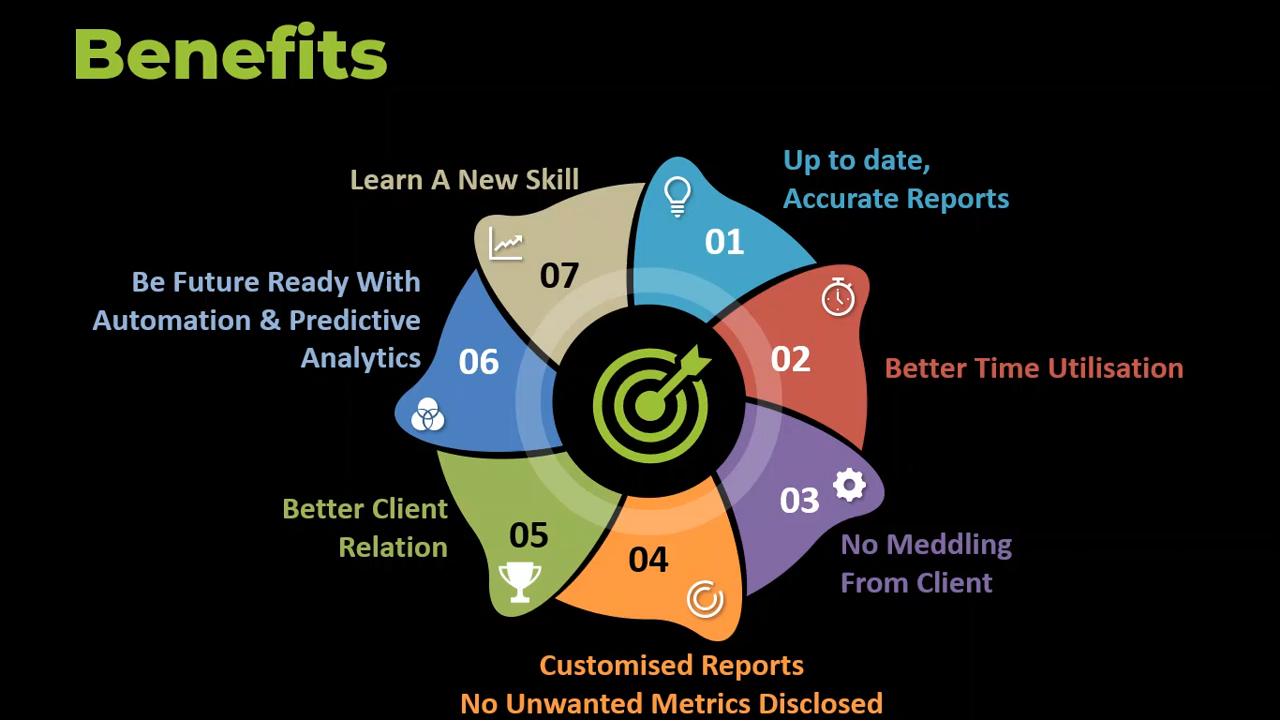 Benefits
01
Up to date,
Accurate Reports
02
Better Time Utilisation
03
No Meddling
From Client
04
Customised Reports
No Unwanted Metrics Disclosed
05
Better Client
Relation
06
Be Future Ready With
Automation & Predictive
Analytics
07
Learn A New Skill